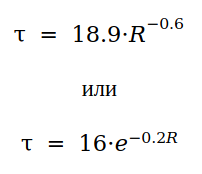 τ = 18.9·R⁻⁰·⁶
или
τ = 16·e⁻⁰·²ᴿ